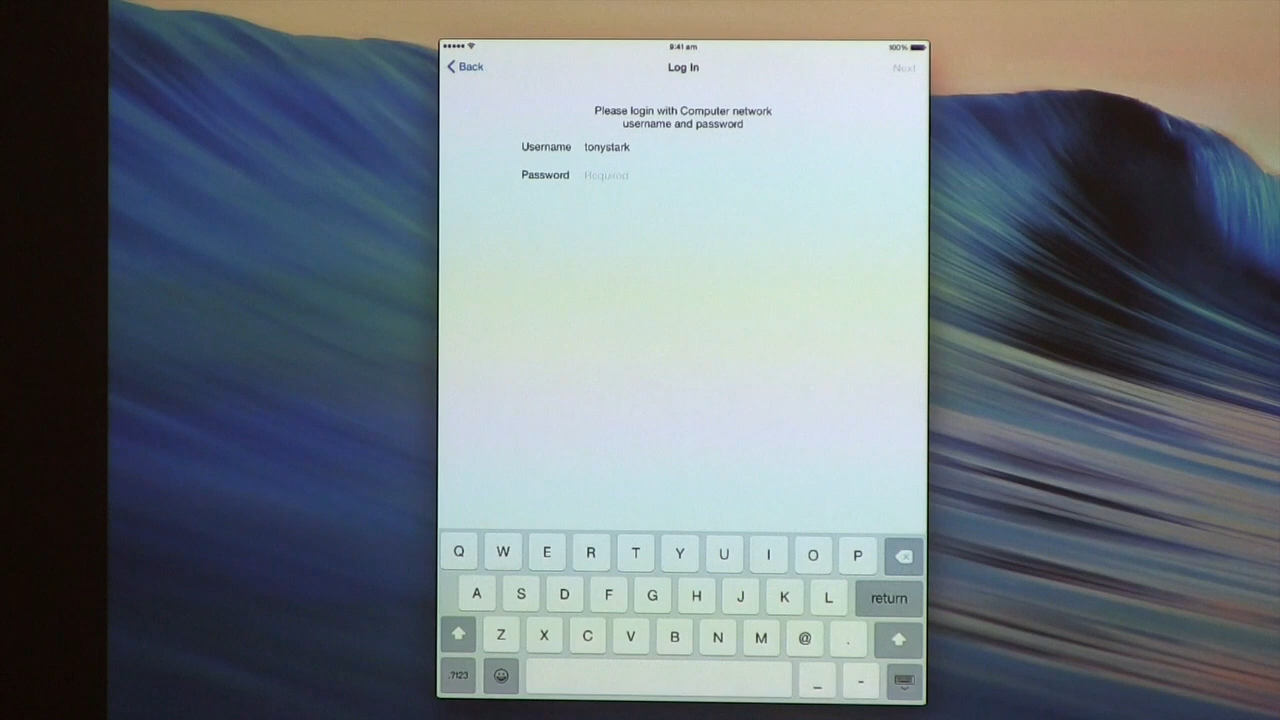 9:41 am 100%
Back Log In Next
Please login with Computer network
username and password
Username tonystark
Password Required
Q W E R T Y U I O P
A S D F G H J K L return
Z X C V B N M @ .
.?123 _ -